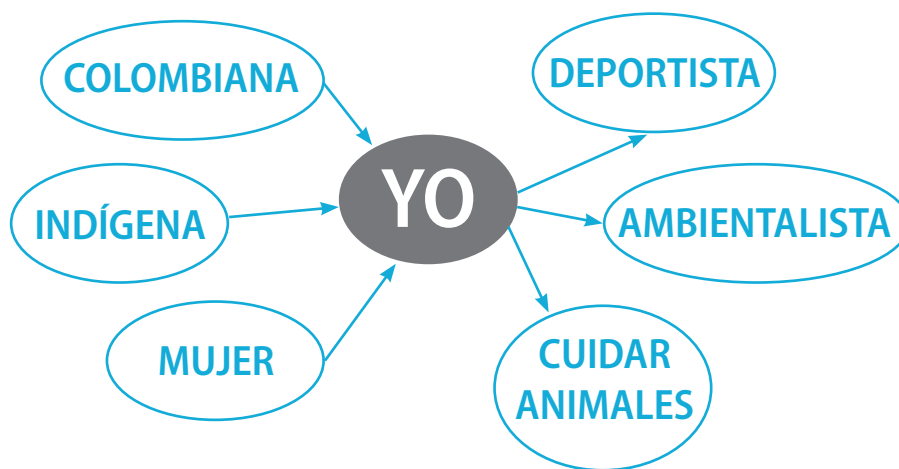 COLOMBIANA
INDÍGENA
MUJER
YO
DEPORTISTA
AMBIENTALISTA
CUIDAR
ANIMALES